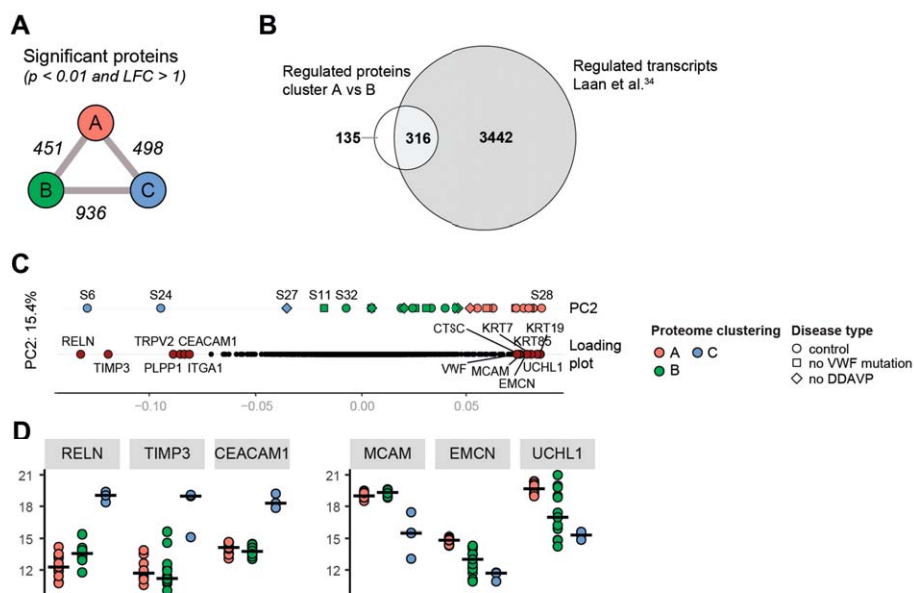 A
Significant proteins
(p < 0.01 and LFC > 1)
A
451
498
B
C
936
B
Regulated proteins
cluster A vs B
Regulated transcripts
Laan et al.³⁴
135
316
3442
C
PC2: 15.4%
S6
S24
S27
S11
S32
S28
PC2
RELN
TRPV2
CEACAM1
CTSC
KRT7
KRT19
KRT85
Loading
plot
TIMP3
PLPP1
ITGA1
VWF
MCAM
UCHL1
EMCN
−0.10
−0.05
0.0
0.05
Proteome clustering
A
C
B
Disease type
control
no VWF mutation
no DDAVP
D
RELN
TIMP3
CEACAM1
MCAM
EMCN
UCHL1
21
18
15
12
21
18
15
12